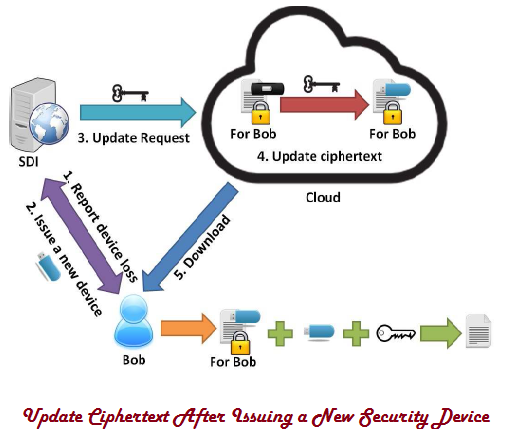 SDI
3. Update Request
For Bob
For Bob
4. Update ciphertext
Cloud
1. Report device loss
2. Issue a new device
5. Download
Bob
For Bob
Update Ciphertext After Issuing a New Security Device